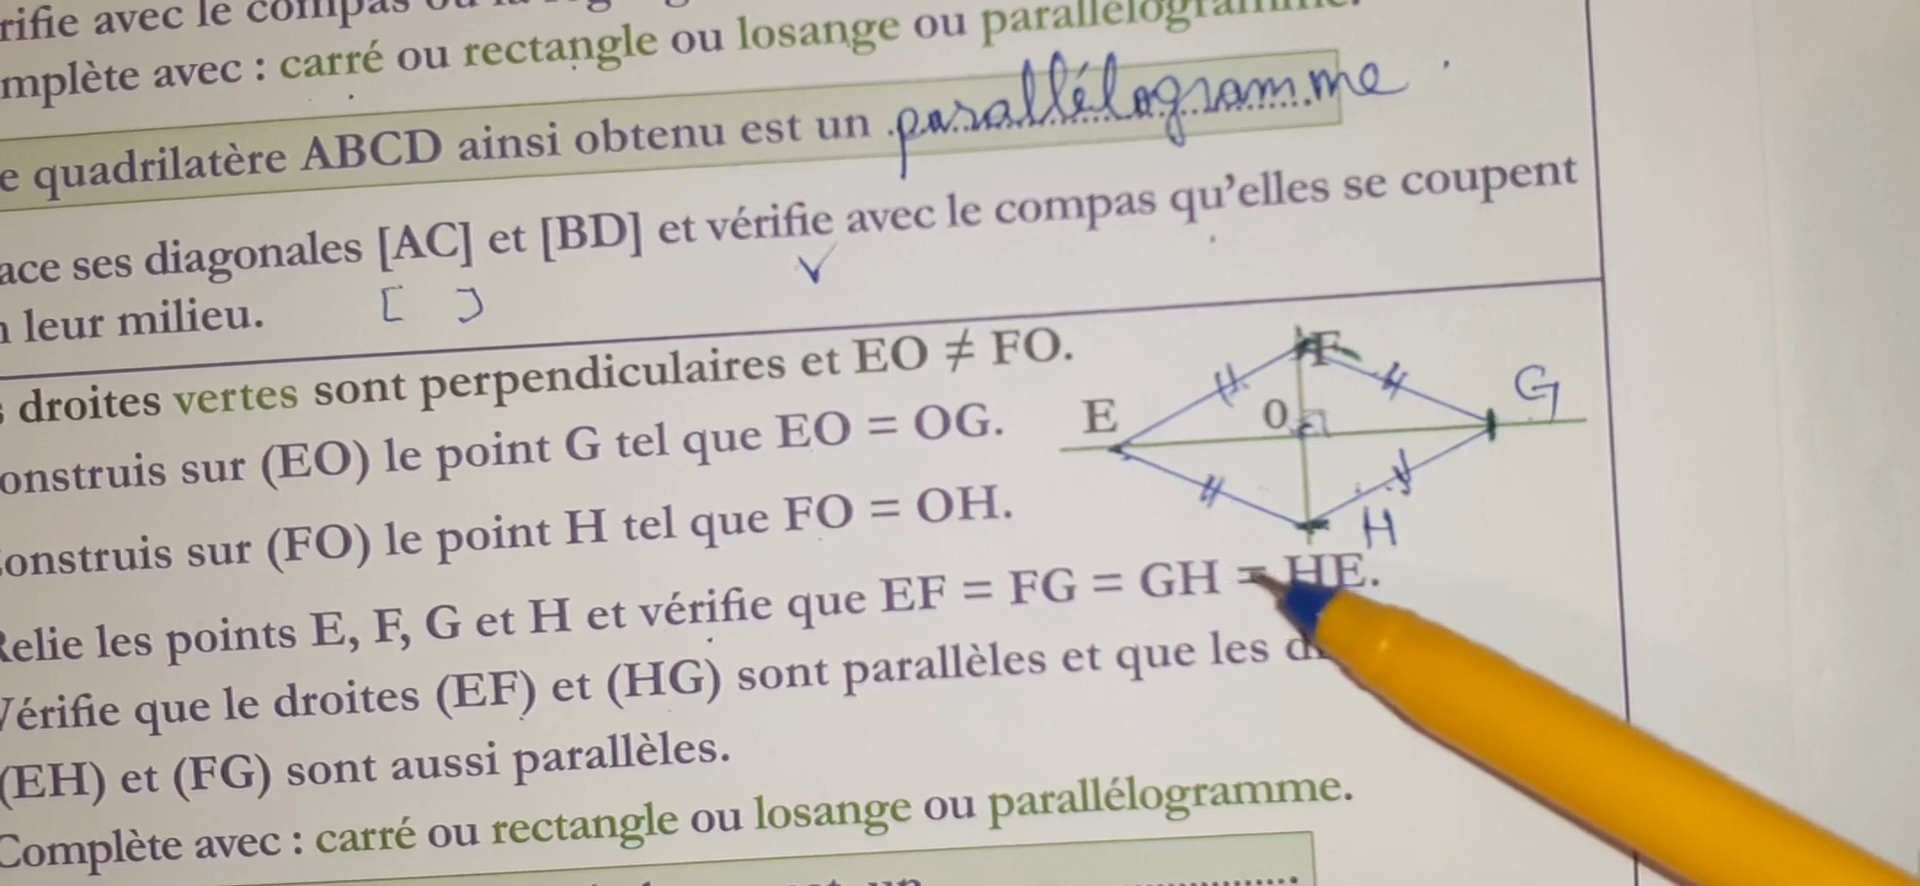 rifie avec le compas ou la
mplète avec : carré ou rectangle ou losange ou parallélogramme.
e quadrilatère ABCD ainsi obtenu est un parallélogramme
ace ses diagonales [AC] et [BD] et vérifie avec le compas qu'elles se coupent
n leur milieu.
[ ]
s droites vertes sont perpendiculaires et EO ≠ FO.
onstruis sur (EO) le point G tel que EO = OG.
onstruis sur (FO) le point H tel que FO = OH.
F
G
E
O
H
Relie les points E, F, G et H et vérifie que EF = FG = GH = HE.
Vérifie que le droites (EF) et (HG) sont parallèles et que les
(EH) et (FG) sont aussi parallèles.
Complète avec : carré ou rectangle ou losange ou parallélogramme.
un